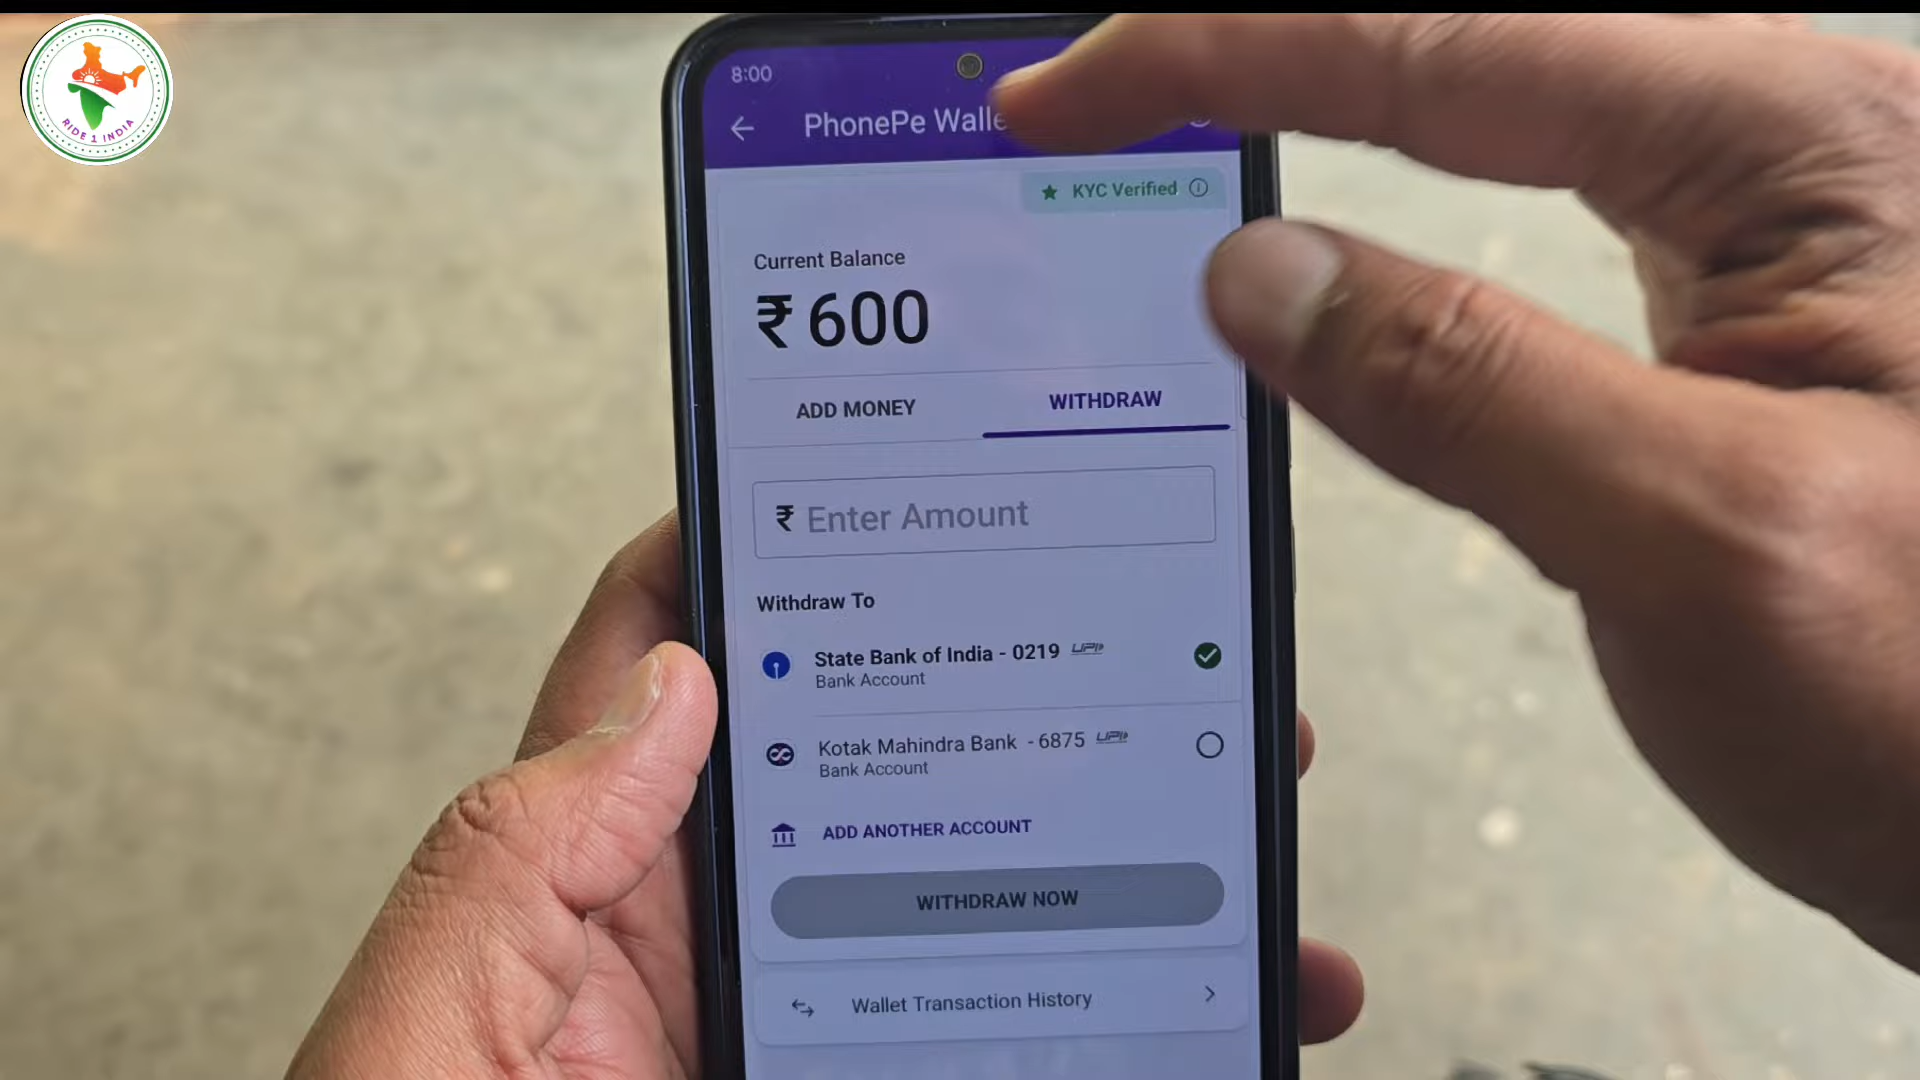 RIDE 1 INDIA
8:00
PhonePe
KYC Verified
Current Balance
₹ 600
ADD MONEY
WITHDRAW
₹ Enter Amount
Withdraw To
State Bank of India - 0219 UPI
Bank Account
Kotak Mahindra Bank - 6875 UPI
Bank Account
ADD ANOTHER ACCOUNT
WITHDRAW NOW
Wallet Transaction History